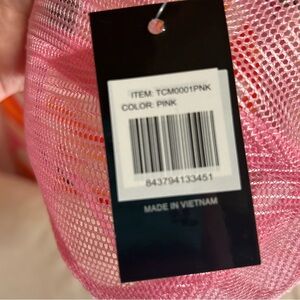 ITEM: TCM0001PNK
COLOR: PINK
843794133451
MADE IN VIETNAM